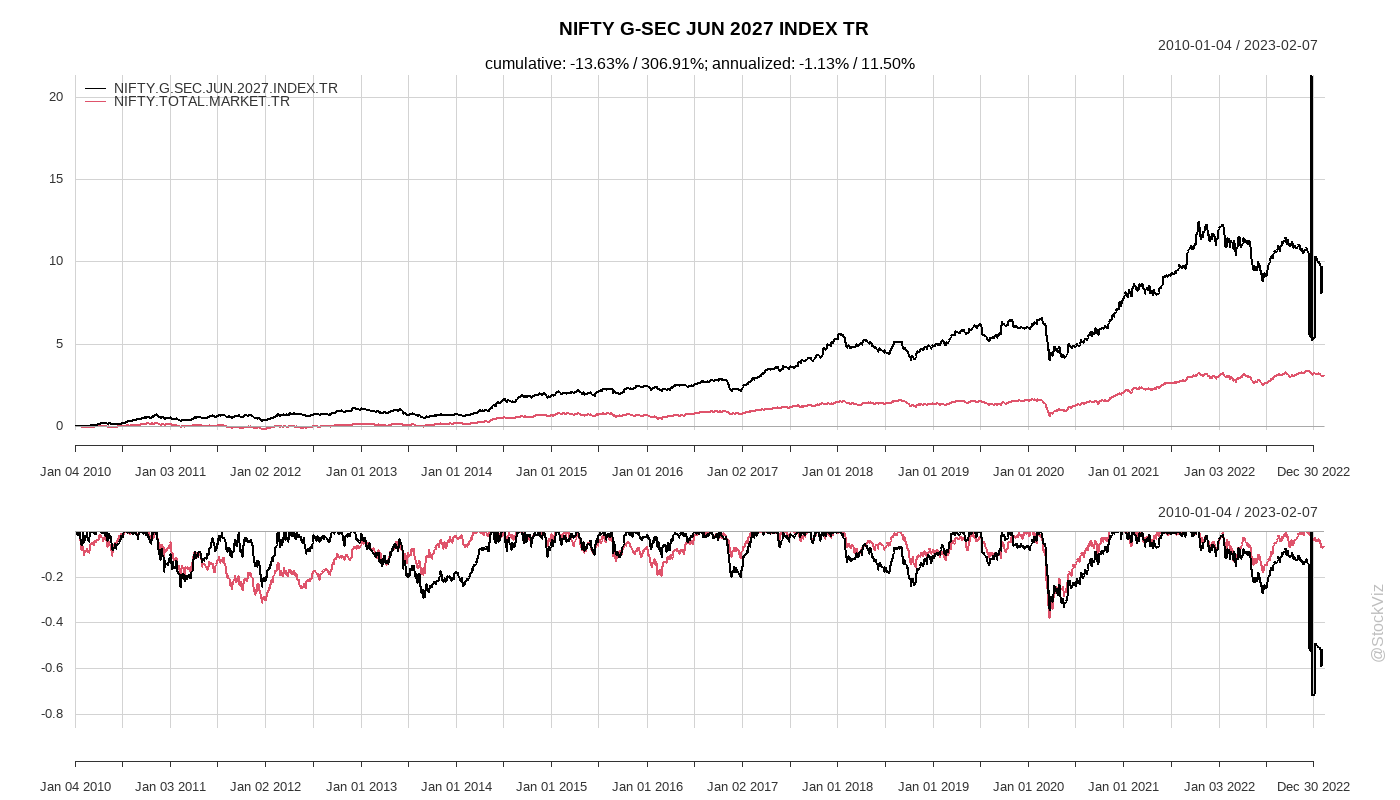 NIFTY G-SEC JUN 2027 INDEX TR
2010-01-04 / 2023-02-07
cumulative: -13.63% / 306.91%; annualized: -1.13% / 11.50%
NIFTY.G.SEC.JUN.2027.INDEX.TR
NIFTY.TOTAL.MARKET.TR
20
15
10
5
0
Jan 04 2010 Jan 03 2011 Jan 02 2012 Jan 01 2013 Jan 01 2014 Jan 01 2015 Jan 01 2016 Jan 02 2017 Jan 01 2018 Jan 01 2019 Jan 01 2020 Jan 01 2021 Jan 03 2022 Dec 30 2022
2010-01-04 / 2023-02-07
-0.2
-0.4
-0.6
-0.8
Jan 04 2010 Jan 03 2011 Jan 02 2012 Jan 01 2013 Jan 01 2014 Jan 01 2015 Jan 01 2016 Jan 02 2017 Jan 01 2018 Jan 01 2019 Jan 01 2020 Jan 01 2021 Jan 03 2022 Dec 30 2022
@StockViz